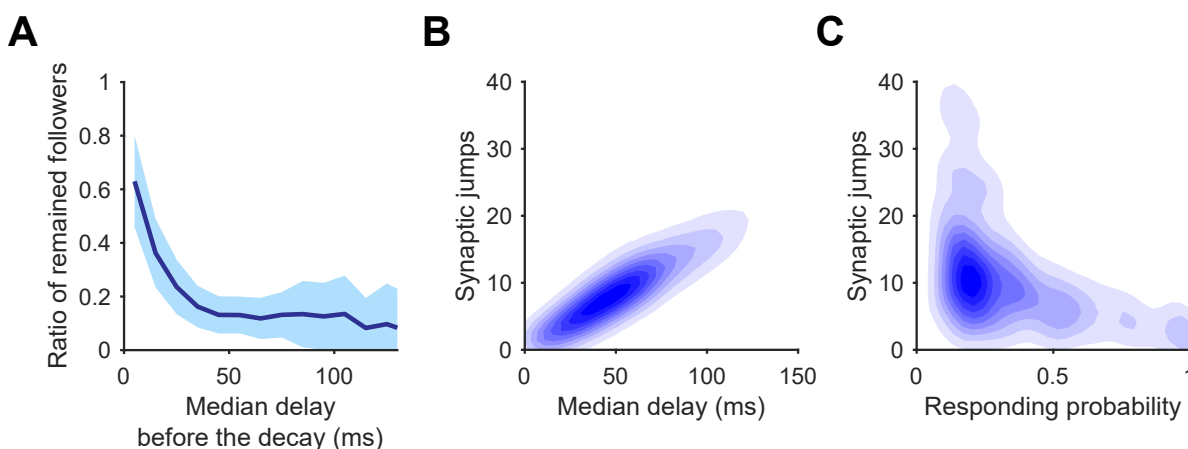 A
B
C
Ratio of remained followers
1
0.8
0.6
0.4
0.2
0
0
50
100
Median delay
before the decay (ms)
Synaptic jumps
40
30
20
10
0
0
50
100
150
Median delay (ms)
Synaptic jumps
40
30
20
10
0
0
0.5
Responding probability